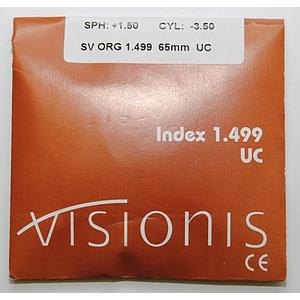 SPH: +1.50 CYL: -3.50
SV ORG 1.499 65mm UC
Index 1.499
UC
VISIONIS
CE